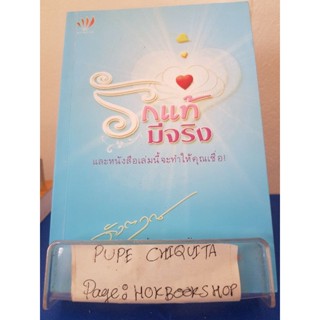 รักแท้
มีจริง
และหนังสือเล่มนี้จะทำให้คุณเชื่อ!
PUPE CHIQUITA
Page: HOKBOOKSHOP